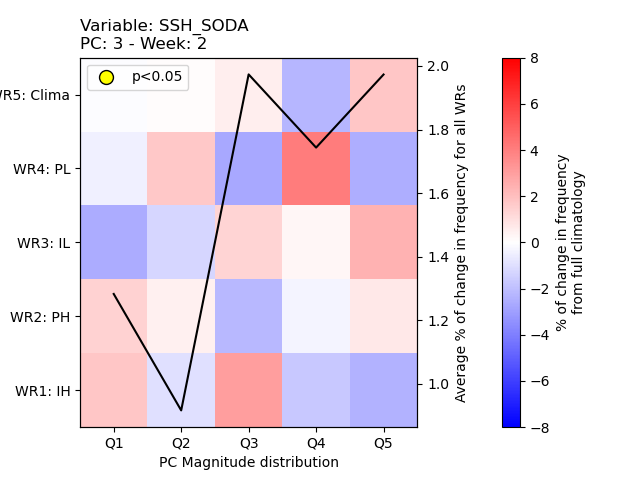 Variable: SSH_SODA
PC: 3 - Week: 2
p<0.05
WR5: Clima
WR4: PL
WR3: IL
WR2: PH
WR1: IH
Q1 Q2 Q3 Q4 Q5
PC Magnitude distribution
2.0
1.8
1.6
1.4
1.2
1.0
Average % of change in frequency for all WRs
8
6
4
2
0
−2
−4
−6
−8
% of change in frequency
from full climatology